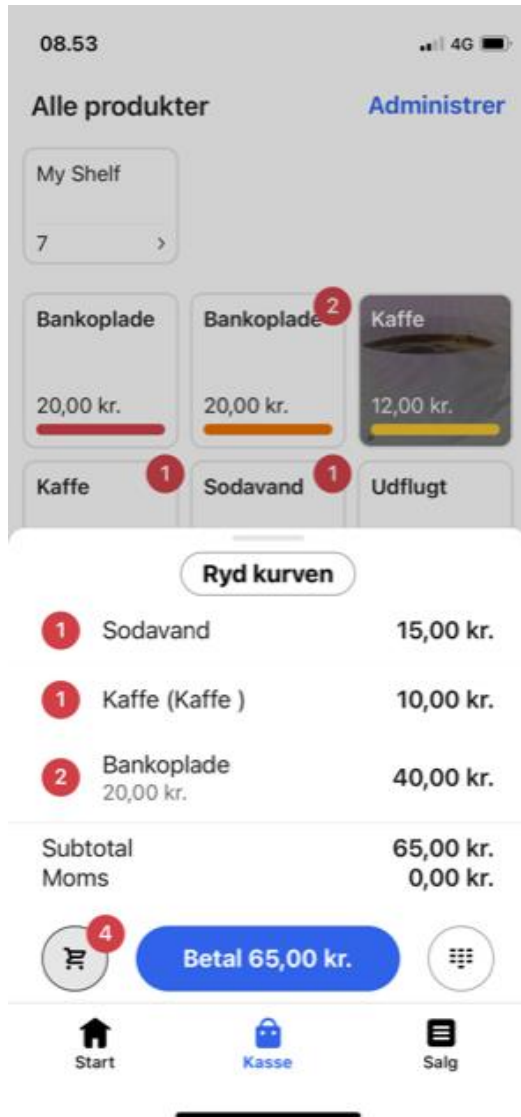 08.53 4G
Alle produkter Administrer
My Shelf
7 >
Bankoplade Bankoplade 2 Kaffe
20,00 kr. 20,00 kr. 12,00 kr.
Kaffe 1 Sodavand 1 Udflugt
Ryd kurven
1 Sodavand 15,00 kr.
1 Kaffe (Kaffe ) 10,00 kr.
2 Bankoplade 40,00 kr.
20,00 kr.
Subtotal 65,00 kr.
Moms 0,00 kr.
4 Betal 65,00 kr.
Start Kasse Salg